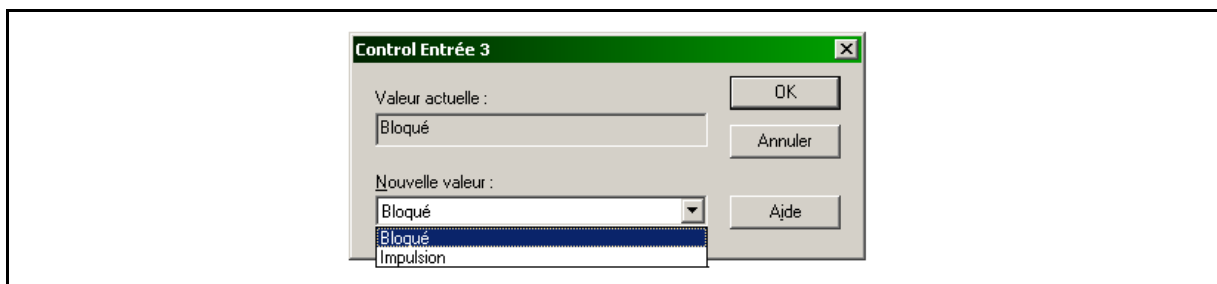 Control Entrée 3
Valeur actuelle :
OK
Bloqué
Annuler
Nouvelle valeur :
Bloqué
Aide
Bloqué
Impulsion